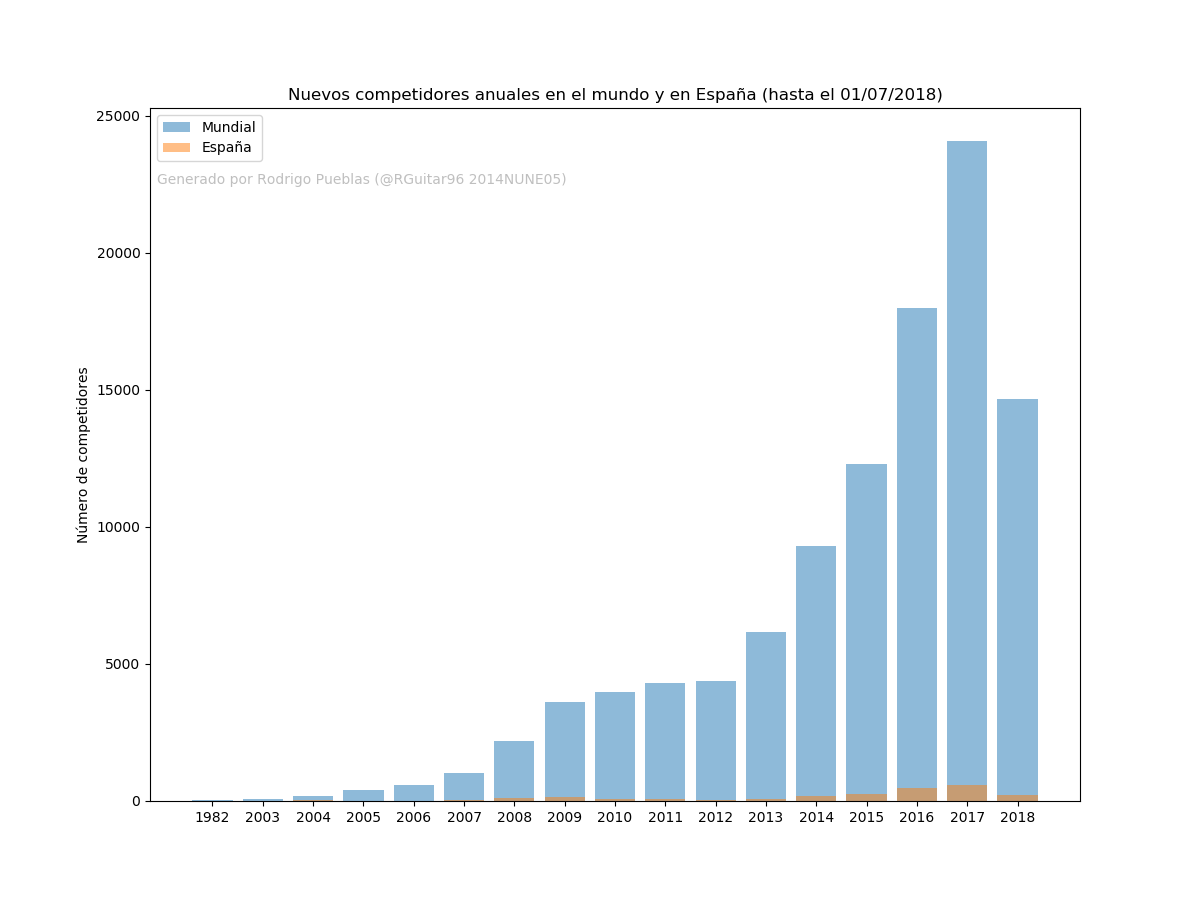 Nuevos competidores anuales en el mundo y en España (hasta el 01/07/2018)
25000
Mundial
España
Generado por Rodrigo Pueblas (@RGuitar96 2014NUNE05)
20000
15000
Número de competidores
10000
5000
0
1982 2003 2004 2005 2006 2007 2008 2009 2010 2011 2012 2013 2014 2015 2016 2017 2018